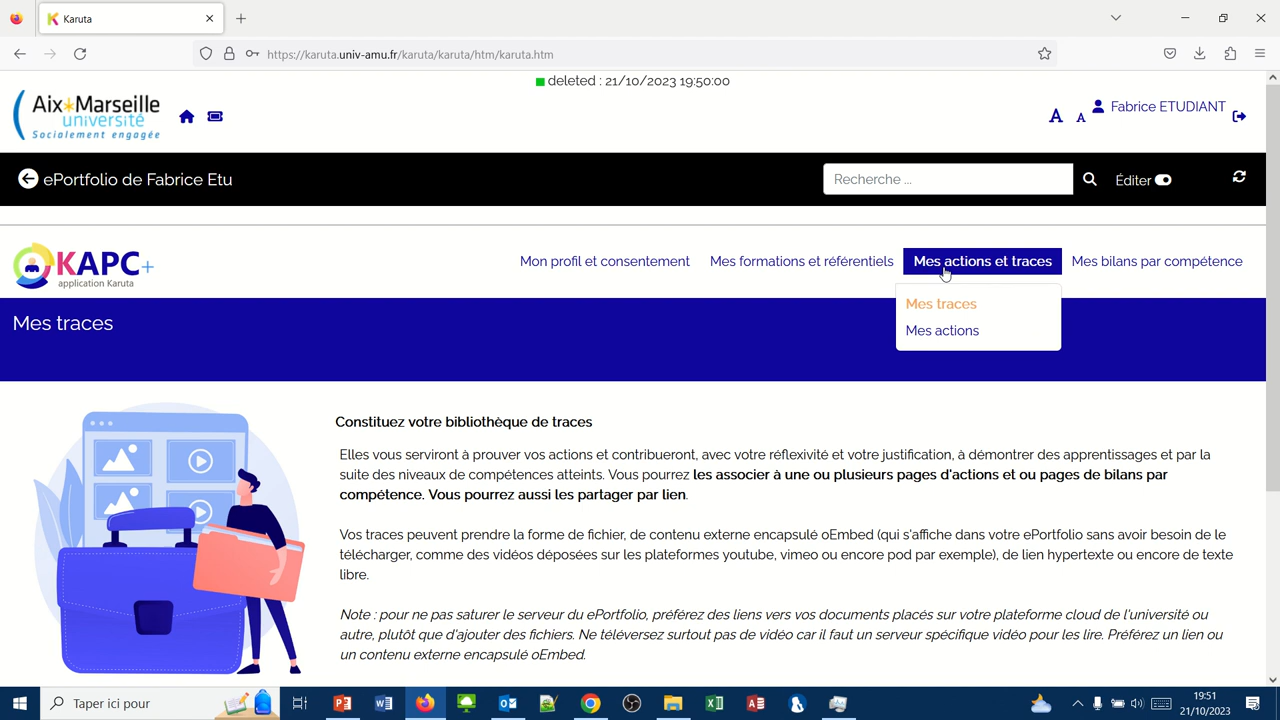 Karuta
https://karuta.univ-amu.fr/karuta/karuta/htm/karuta.htm
deleted : 21/10/2023 19:50:00
Aix*Marseille
université
Socialement engagée
A A Fabrice ETUDIANT
ePortfolio de Fabrice Etu
Recherche ...
Éditer
KAPC+
application Karuta
Mon profil et consentement
Mes formations et référentiels
Mes actions et traces
Mes bilans par compétence
Mes traces
Mes actions
Mes traces
Constituez votre bibliothèque de traces
Elles vous serviront à prouver vos actions et contribueront, avec votre réflexivité et votre justification, à démontrer des apprentissages et par la
suite des niveaux de compétences atteints. Vous pourrez les associer à une ou plusieurs pages d'actions et ou pages de bilans par
compétence. Vous pourrez aussi les partager par lien.
Vos traces peuvent prendre la forme de fichier, de contenu externe encapsulé oEmbed (qui s'affiche dans votre ePortfolio sans avoir besoin de le
télécharger, comme des vidéos déposées sur les plateformes youtube, vimeo ou encore pod par exemple), de lien hypertexte ou encore de texte
libre.
Note : pour ne pas saturer le serveur du ePortfolio, préférez des liens vers vos documents placés sur votre plateforme cloud de l'université ou
autre, plutôt que d'ajouter des fichiers. Ne téléversez surtout pas de vidéo car il faut un serveur spécifique vidéo pour les lire. Préférez un lien ou
un contenu externe encapsulé oEmbed.
Taper ici pour
19:51
21/10/2023